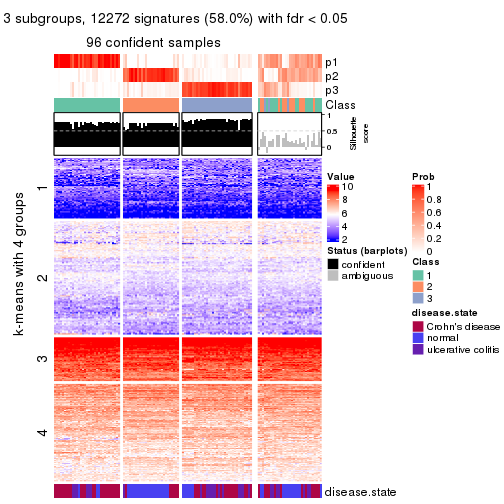 3 subgroups, 12272 signatures (58.0%) with fdr < 0.05
96 confident samples
p1
p2
p3
Class
1
0.5
0
Silhouette
score
k-means with 4 groups
1
2
3
4
disease.state
Value
10
8
6
4
2
Status (barplots)
confident
ambiguous
Prob
1
0.8
0.6
0.4
0.2
0
Class
1
2
3
disease.state
Crohn's disease
normal
ulcerative colitis